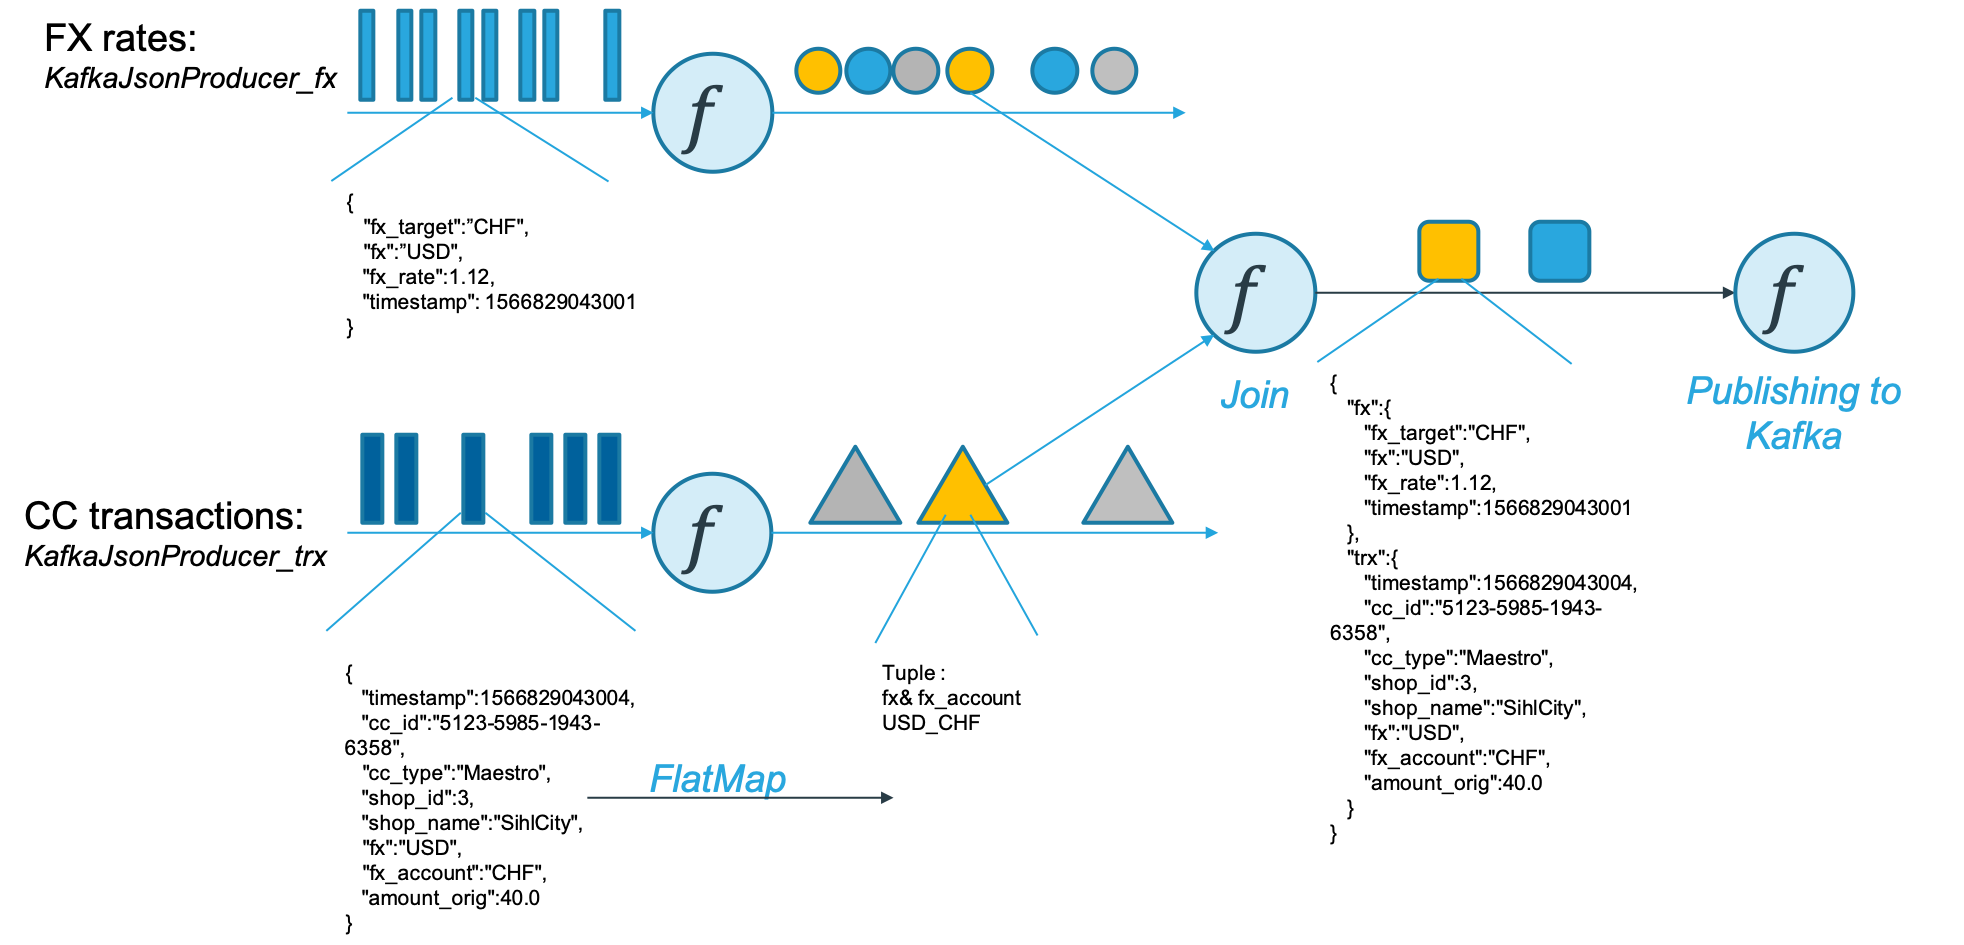 FX rates:
KafkaJsonProducer_fx
f
{
"fx_target":”CHF",
"fx":”USD",
"fx_rate":1.12,
"timestamp": 1566829043001
}
CC transactions:
KafkaJsonProducer_trx
f
{
"timestamp":1566829043004,
"cc_id":"5123-5985-1943-
6358",
"cc_type":"Maestro",
"shop_id":3,
"shop_name":"SihlCity",
"fx":"USD",
"fx_account":"CHF",
"amount_orig":40.0
}
FlatMap
Tuple :
fx& fx_account
USD_CHF
f
Join
{
"fx":{
"fx_target":"CHF",
"fx":"USD",
"fx_rate":1.12,
"timestamp":1566829043001
},
"trx":{
"timestamp":1566829043004,
"cc_id":"5123-5985-1943-
6358",
"cc_type":"Maestro",
"shop_id":3,
"shop_name":"SihlCity",
"fx":"USD",
"fx_account":"CHF",
"amount_orig":40.0
}
}
f
Publishing to
Kafka